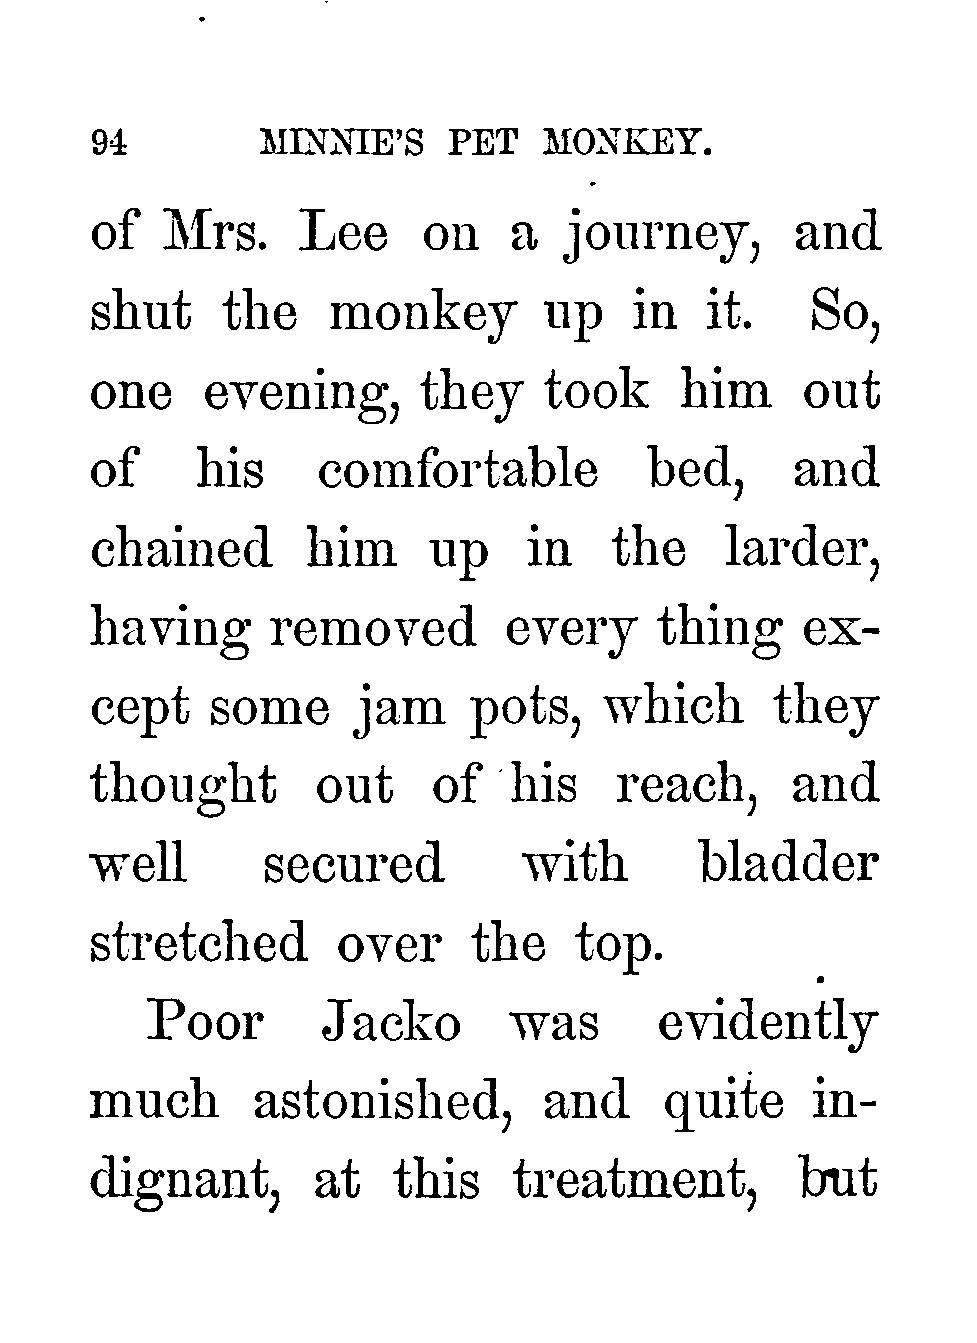 94 MINNIE'S PET MONKEY.
of Mrs. Lee on a journey, and
shut the monkey up in it. So,
one evening, they took him out
of his comfortable bed, and
chained him up in the larder,
having removed every thing ex-
cept some jam pots, which they
thought out of his reach, and
well secured with bladder
stretched over the top.
Poor Jacko was evidently
much astonished, and quite in-
dignant, at this treatment, but